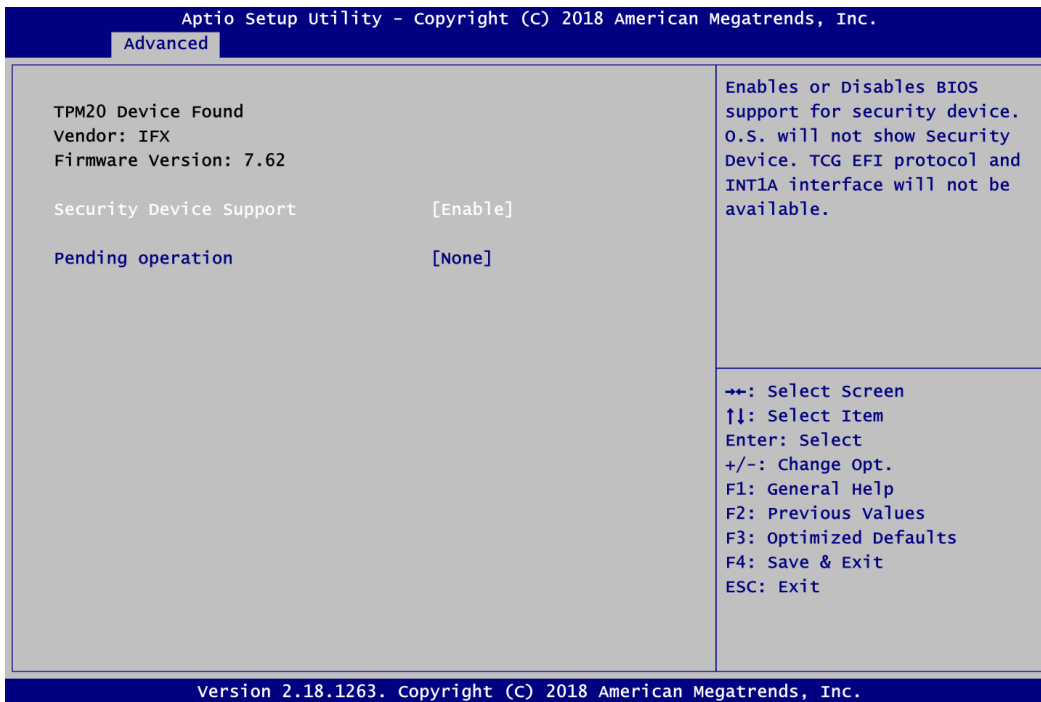 Aptio Setup Utility - Copyright (C) 2018 American Megatrends, Inc.
Advanced
TPM20 Device Found
Vendor: IFX
Firmware Version: 7.62
Security Device Support [Enable]
Pending operation [None]
Enables or Disables BIOS
support for security device.
O.S. will not show Security
Device. TCG EFI protocol and
INT1A interface will not be
available.
→←: Select Screen
↑↓: Select Item
Enter: Select
+/-: Change Opt.
F1: General Help
F2: Previous Values
F3: Optimized Defaults
F4: Save & Exit
ESC: Exit
Version 2.18.1263. Copyright (C) 2018 American Megatrends, Inc.